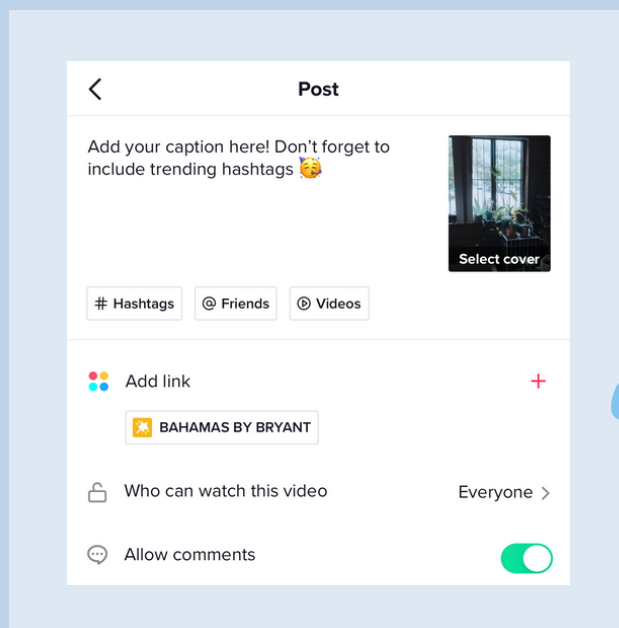 Post
Add your caption here! Don’t forget to
include trending hashtags 🥳
Select cover
# Hashtags
@ Friends
Videos
Add link
+
BAHAMAS BY BRYANT
Who can watch this video
Everyone >
Allow comments